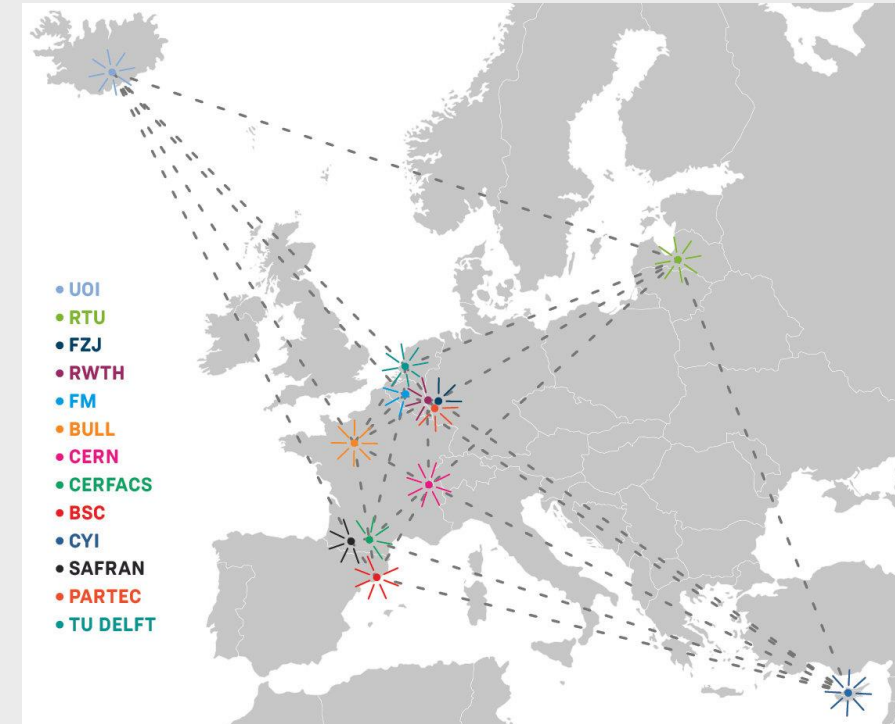 UOI
RTU
FZJ
RWTH
FM
BULL
CERN
CERFACS
BSC
CYI
SAFRAN
PARTEC
TU DELFT